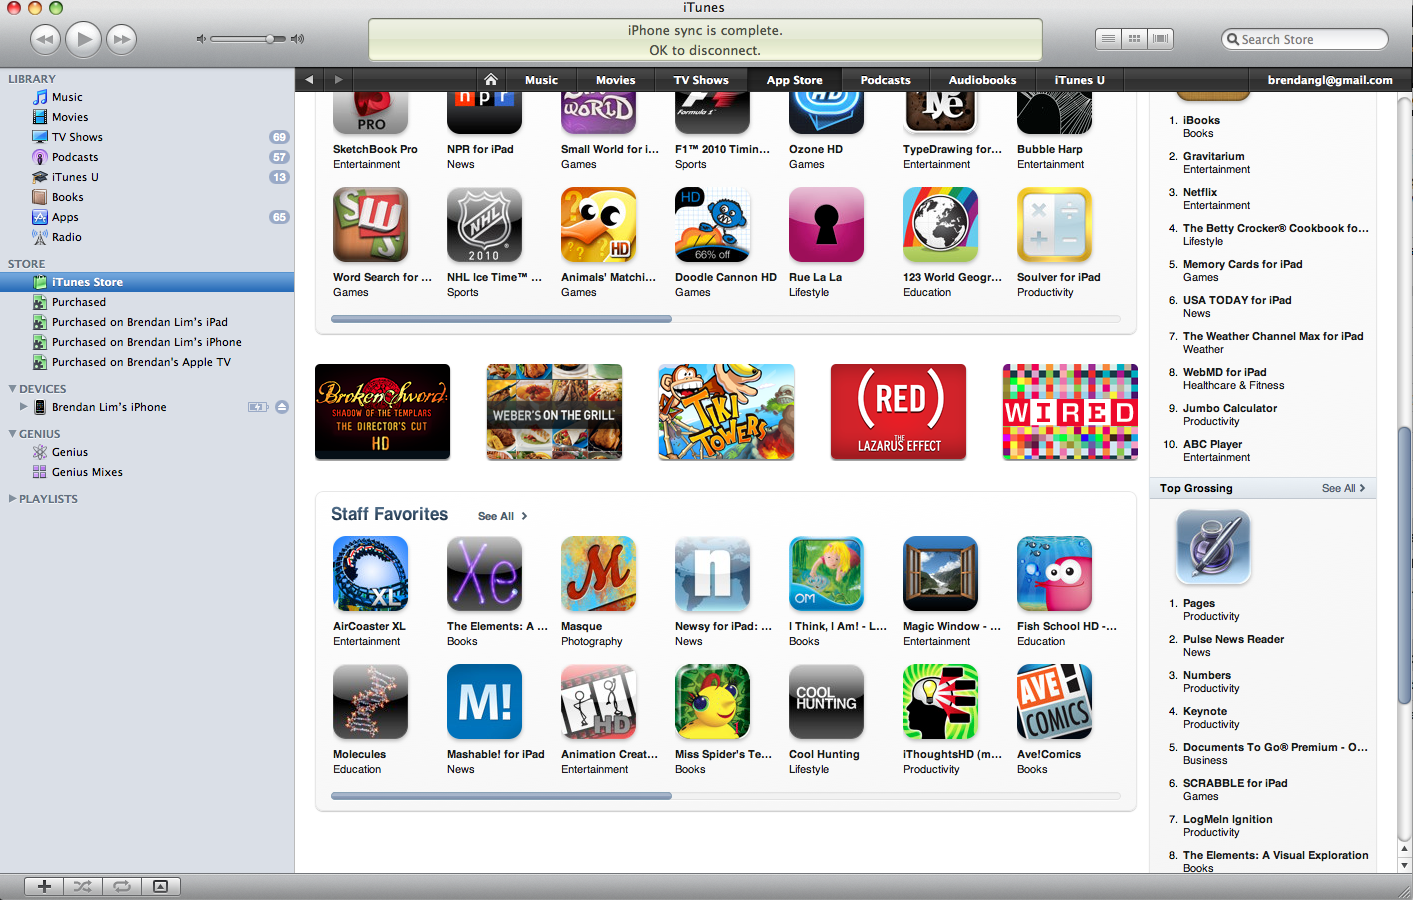 iTunes
iPhone sync is complete.
OK to disconnect.
Search Store
LIBRARY
Music
Movies
TV Shows 69
Podcasts 57
iTunes U 13
Books
Apps 65
Radio
STORE
iTunes Store
Purchased
Purchased on Brendan Lim's iPad
Purchased on Brendan Lim's iPhone
Purchased on Brendan's Apple TV
DEVICES
Brendan Lim's iPhone
GENIUS
Genius
Genius Mixes
PLAYLISTS
Music Movies TV Shows App Store Podcasts Audiobooks iTunes U brendangl@gmail.com
PRO
npr
WORLD
F1
Formula 1
HD
SketchBook Pro NPR for iPad Small World for i... F1™ 2010 Timin... Ozone HD TypeDrawing for... Bubble Harp
Entertainment News Games Sports Games Entertainment Entertainment
SWS
NHL
2010
HD
HD
66% off
Word Search for ... NHL Ice Time™ ... Animals' Matchi... Doodle Cannon HD Rue La La 123 World Geogr... Soulver for iPad
Games Sports Games Games Lifestyle Education Productivity
Broken Sword
SHADOW OF THE TEMPLARS
THE DIRECTOR'S CUT
HD
WEBER'S ON THE GRILL
TIKI TOWERS
(RED)
THE
LAZARUS EFFECT
WIRED
Staff Favorites See All
XL
Xe
M
n
OM
AirCoaster XL The Elements: A ... Masque Newsy for iPad: ... I Think, I Am! - L... Magic Window - ... Fish School HD -...
Entertainment Books Photography News Books Entertainment Education
M!
HD
COOL
HUNTING
AVE!
COMICS
Molecules Mashable! for iPad Animation Creat... Miss Spider's Te... Cool Hunting iThoughtsHD (m... Ave!Comics
Education News Entertainment Books Lifestyle Productivity Books
1. iBooks
Books
2. Gravitarium
Entertainment
3. Netflix
Entertainment
4. The Betty Crocker® Cookbook fo...
Lifestyle
5. Memory Cards for iPad
Games
6. USA TODAY for iPad
News
7. The Weather Channel Max for iPad
Weather
8. WebMD for iPad
Healthcare & Fitness
9. Jumbo Calculator
Productivity
10. ABC Player
Entertainment
Top Grossing See All
1. Pages
Productivity
2. Pulse News Reader
News
3. Numbers
Productivity
4. Keynote
Productivity
5. Documents To Go® Premium - O...
Business
6. SCRABBLE for iPad
Games
7. LogMeIn Ignition
Productivity
8. The Elements: A Visual Exploration
Books